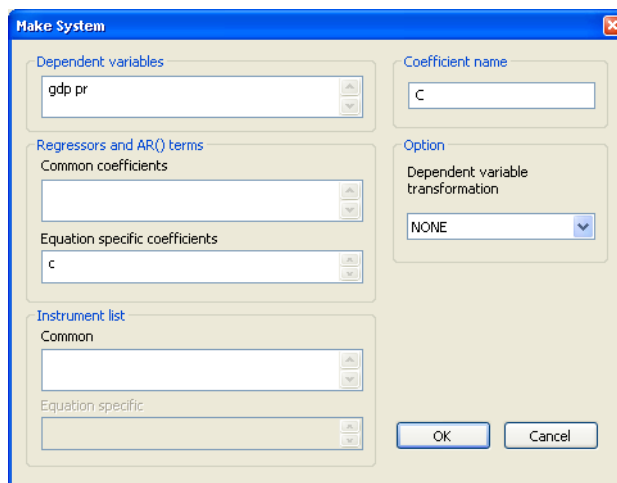 Make System
Dependent variables
gdp pr
Regressors and AR() terms
Common coefficients
Equation specific coefficients
c
Instrument list
Common
Equation specific
Coefficient name
C
Option
Dependent variable
transformation
NONE
OK
Cancel